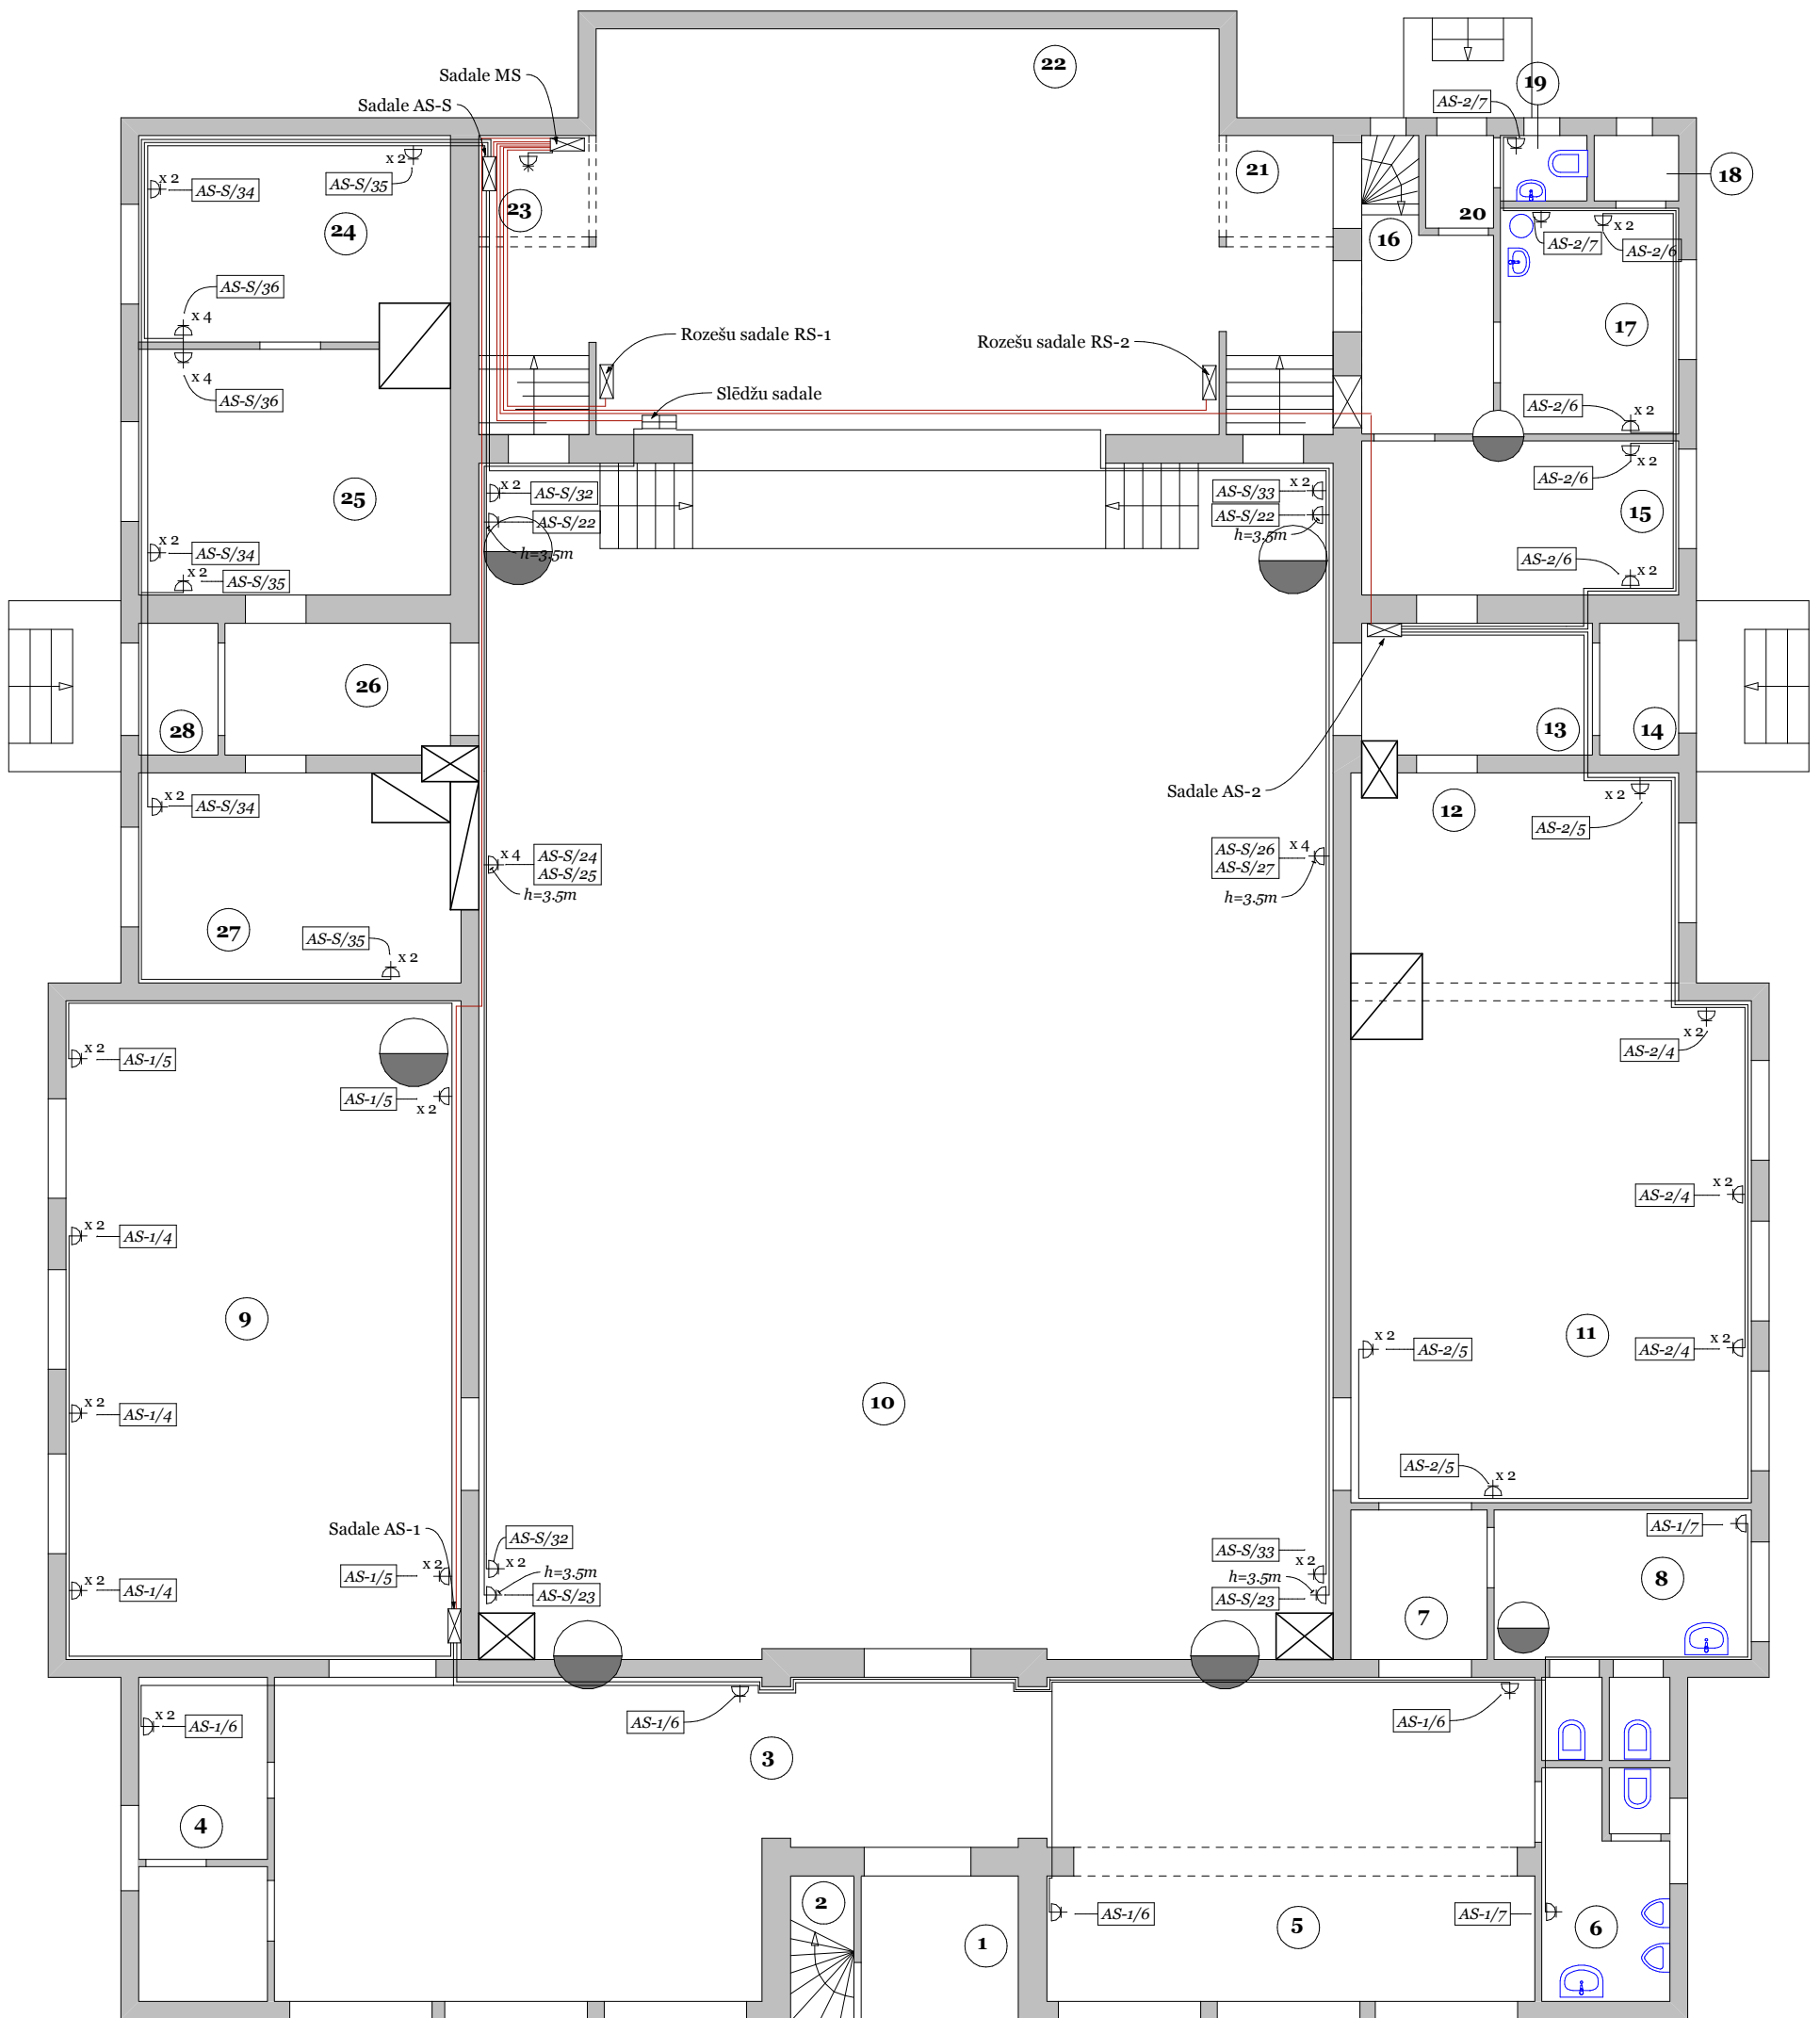 22
Sadale MS
Sadale AS-S
19
AS-2/7
x 2
AS-S/35
x 2
AS-S/34
21
18
23
20
24
16
x 2
AS-2/7
AS-2/6
AS-S/36
x 4
17
Rozešu sadale RS-1
Rozešu sadale RS-2
x 4
AS-S/36
Slēdžu sadale
AS-2/6
x 2
x 2
AS-2/6
25
x 2
AS-S/32
AS-S/33
x 2
15
AS-S/22
AS-S/22
h=3.5m
h=3.5m
x 2
AS-S/34
x 2
AS-S/35
AS-2/6
x 2
26
28
13
14
Sadale AS-2
x 2
AS-S/34
12
x 2
AS-2/5
x 4
AS-S/24
AS-S/25
h=3.5m
AS-S/26
AS-S/27
x 4
h=3.5m
27
AS-S/35
x 2
x 2
AS-1/5
AS-1/5
x 2
x 2
AS-2/4
AS-2/4
x 2
x 2
AS-1/4
9
11
x 2
AS-2/5
AS-2/4
x 2
10
x 2
AS-1/4
AS-2/5
x 2
Sadale AS-1
AS-S/32
x 2
h=3.5m
AS-S/23
AS-S/33
x 2
h=3.5m
AS-S/23
AS-1/7
x 2
AS-1/4
AS-1/5
x 2
8
7
x 2
AS-1/6
AS-1/6
AS-1/6
3
4
2
AS-1/6
5
AS-1/7
6
1